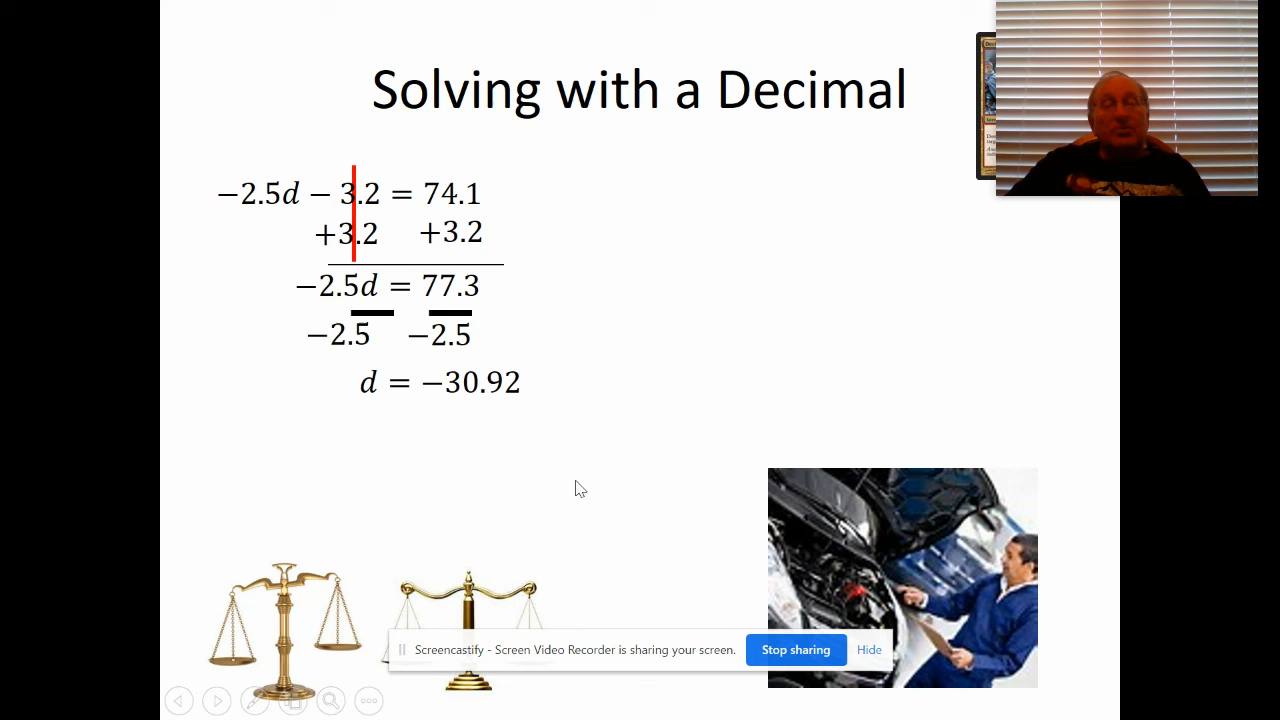 Solving with a Decimal
−2.5d − 3.2 = 74.1
+3.2 +3.2
−2.5d = 77.3
−2.5 −2.5
d = −30.92
Screencastify - Screen Video Recorder is sharing your screen. Stop sharing Hide